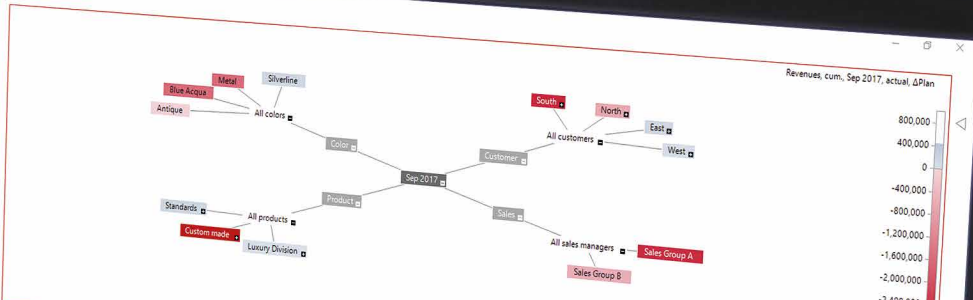 Revenues, cum., Sep 2017, actual, ΔPlan
Metal
Silverline
Blue Acqua
Antique
All colors
Color
South
North
East
All customers
West
Customer
Sep 2017
Product
Sales
Standards
All products
Custom made
Luxury Division
All sales managers
Sales Group A
Sales Group B
800,000
400,000
0
-400,000
-800,000
-1,200,000
-1,600,000
-2,000,000